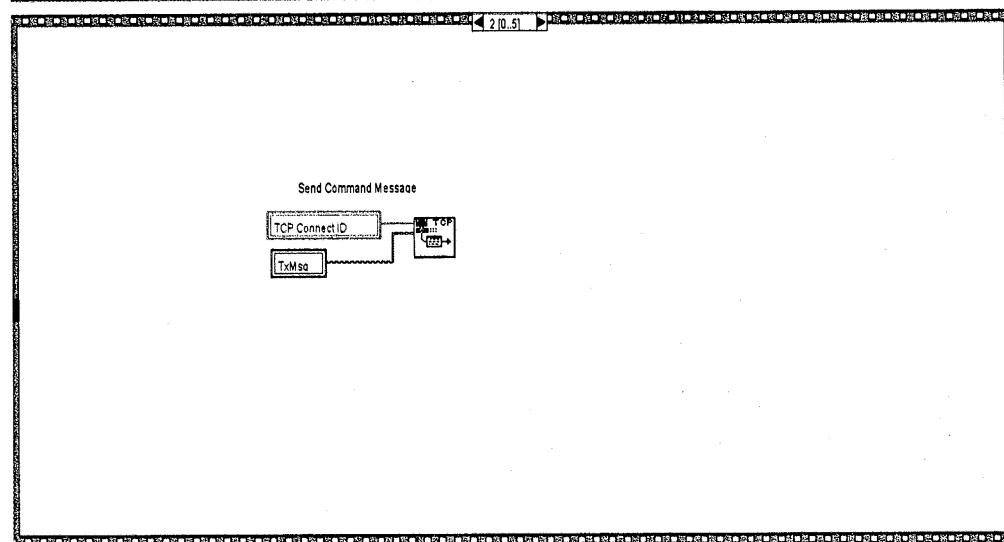 2 [0..5]
Send Command Message
TCP Connect ID
TCP
TxMsg